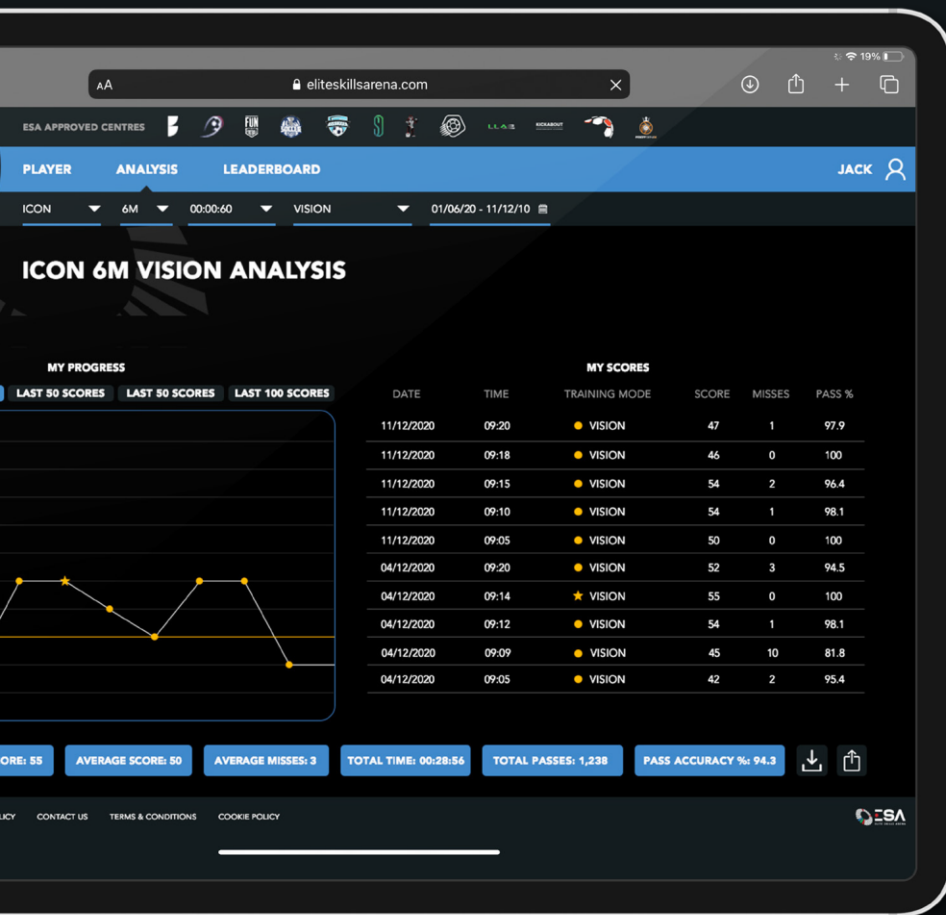 19%
AA
eliteskillsarena.com
ESA APPROVED CENTRES
FUN
LLAB
KICKABOUT
PLAYER ANALYSIS LEADERBOARD JACK
ICON 6M 00:00:60 VISION 01/06/20 - 11/12/10
ICON 6M VISION ANALYSIS
MY PROGRESS
LAST 50 SCORES LAST 50 SCORES LAST 100 SCORES
MY SCORES
DATE TIME TRAINING MODE SCORE MISSES PASS %
11/12/2020 09:20 VISION 47 1 97.9
11/12/2020 09:18 VISION 46 0 100
11/12/2020 09:15 VISION 54 2 96.4
11/12/2020 09:10 VISION 54 1 98.1
11/12/2020 09:05 VISION 50 0 100
04/12/2020 09:20 VISION 52 3 94.5
04/12/2020 09:14 VISION 55 0 100
04/12/2020 09:12 VISION 54 1 98.1
04/12/2020 09:09 VISION 45 10 81.8
04/12/2020 09:05 VISION 42 2 95.4
ORE: 55 AVERAGE SCORE: 50 AVERAGE MISSES: 3 TOTAL TIME: 00:28:56 TOTAL PASSES: 1,238 PASS ACCURACY %: 94.3
LICY CONTACT US TERMS & CONDITIONS COOKIE POLICY
ESA